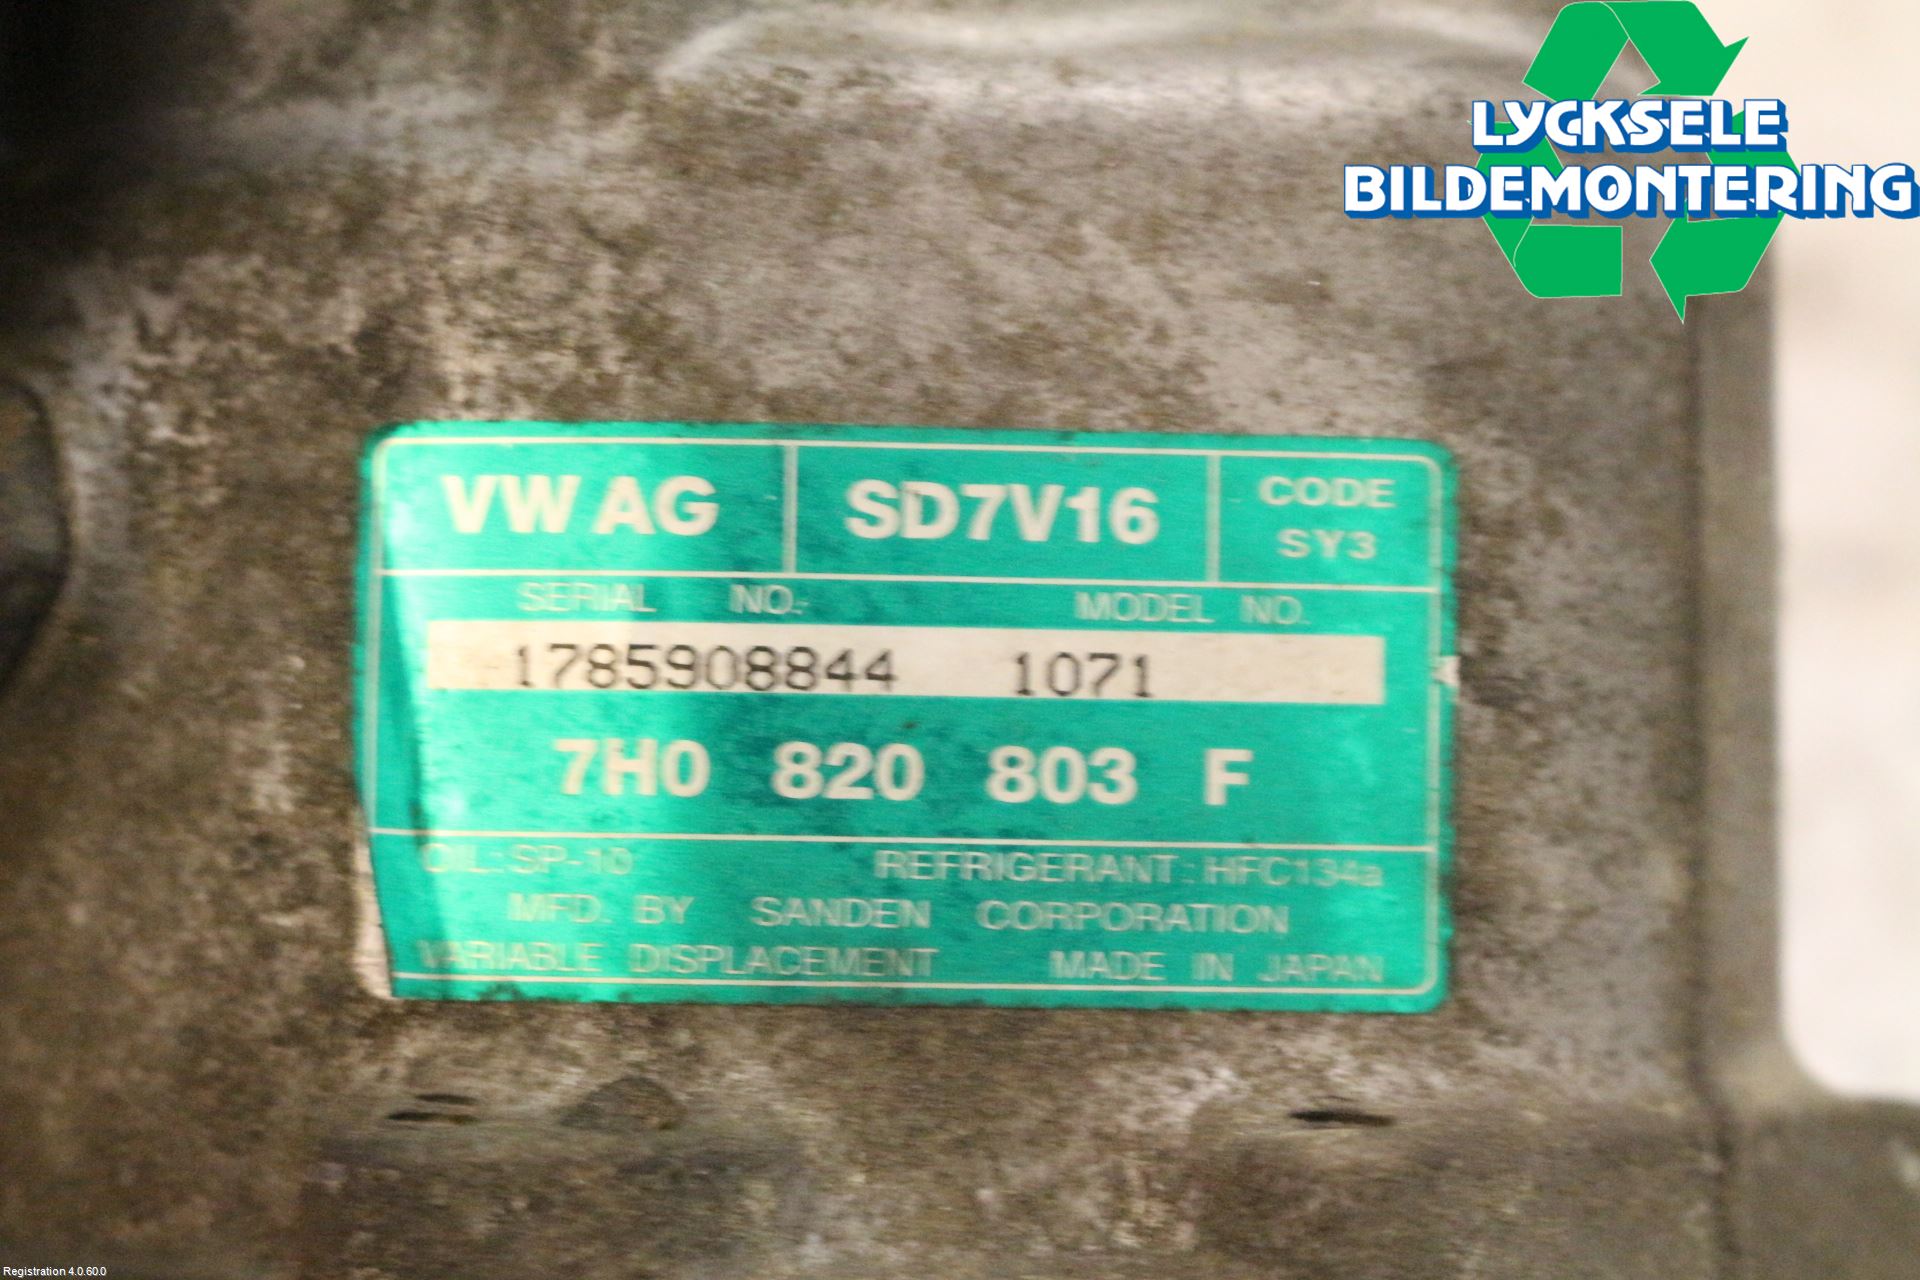 LYCKSELE
BILDEMONTERING
VW AG SD7V16 CODE
SY3
SERIAL NO. MODEL NO.
1785908844 1071
7H0 820 803 F
OIL: SP-10 REFRIGERANT: HFC134a
MFD. BY SANDEN CORPORATION
VARIABLE DISPLACEMENT MADE IN JAPAN
Registration 4.0.60.0